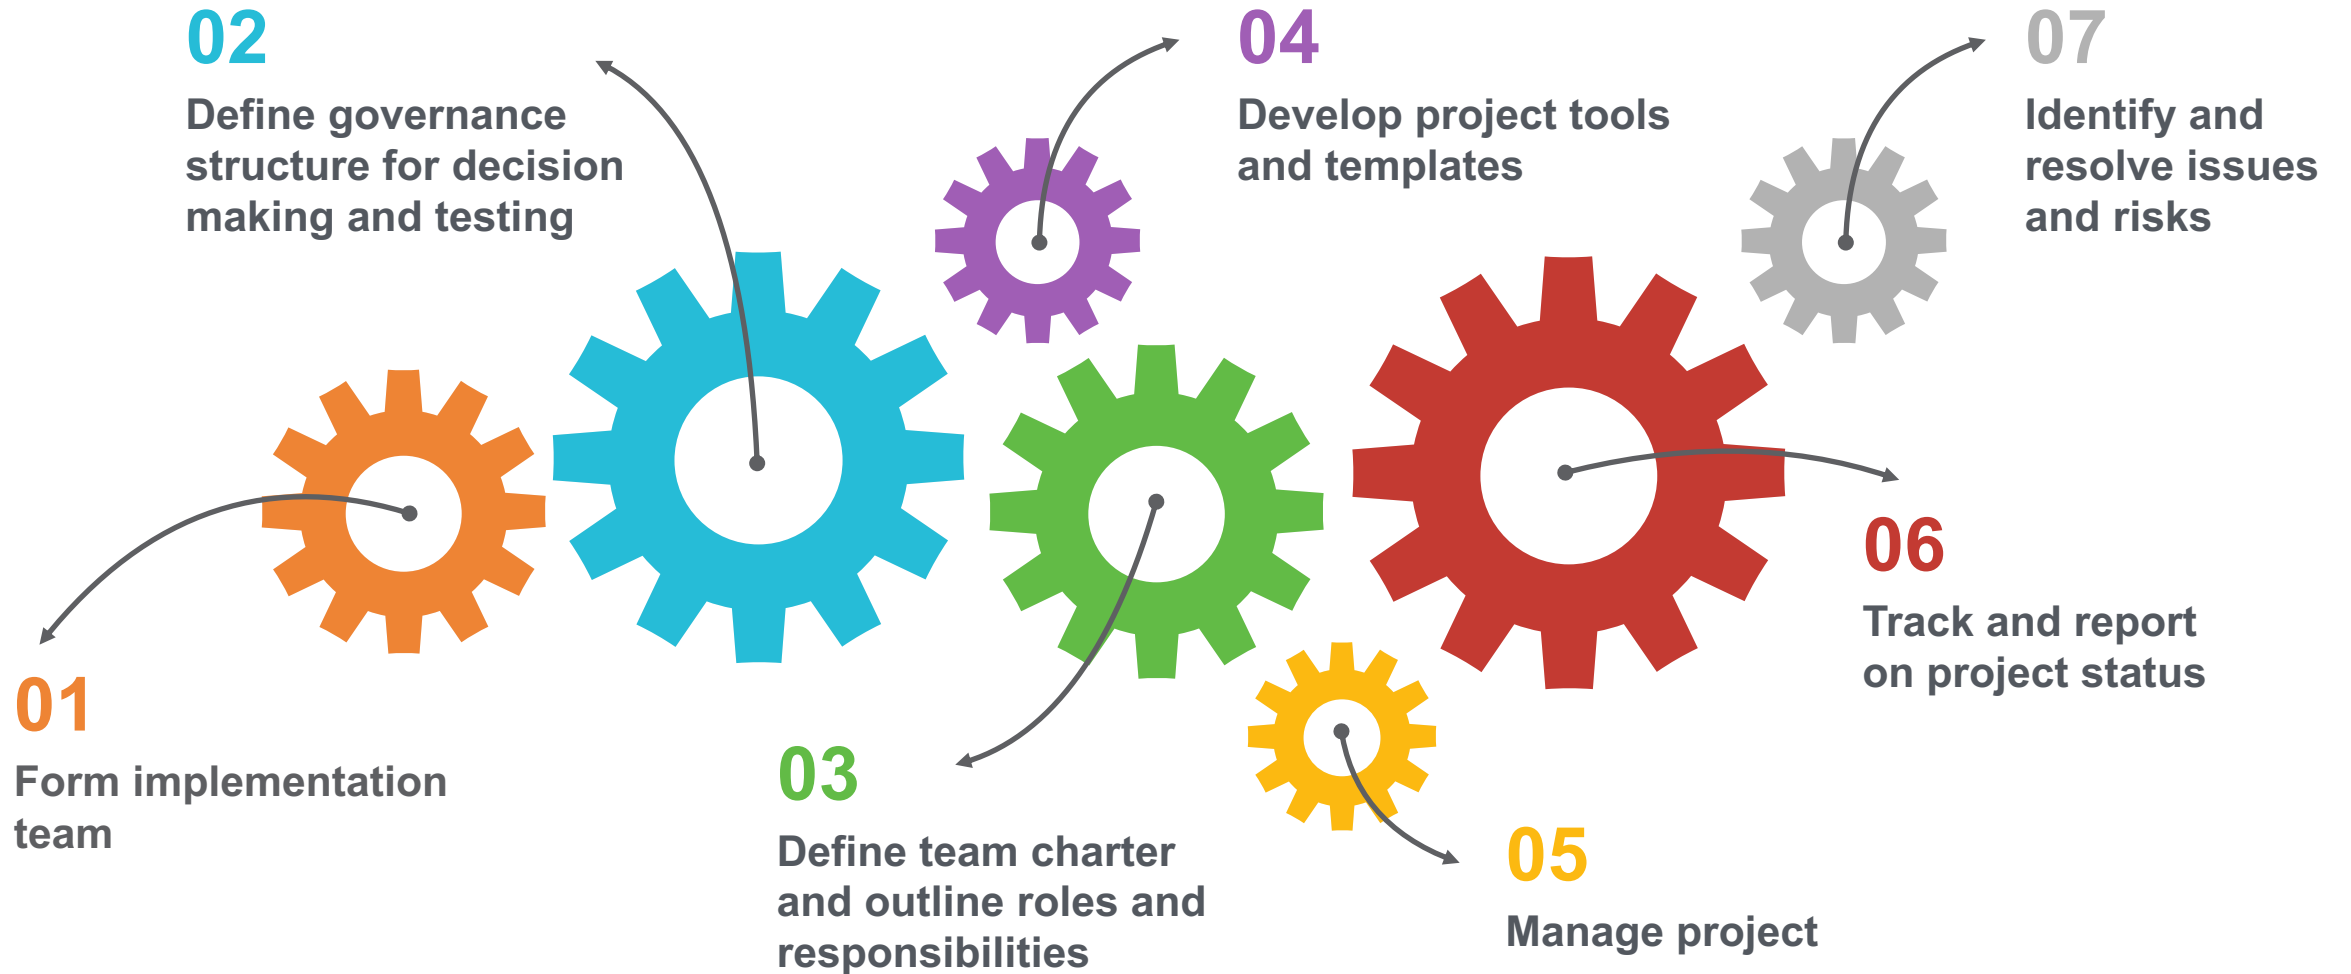 01
Form implementation
team
02
Define governance
structure for decision
making and testing
03
Define team charter
and outline roles and
responsibilities
04
Develop project tools
and templates
05
Manage project
06
Track and report
on project status
07
Identify and
resolve issues
and risks